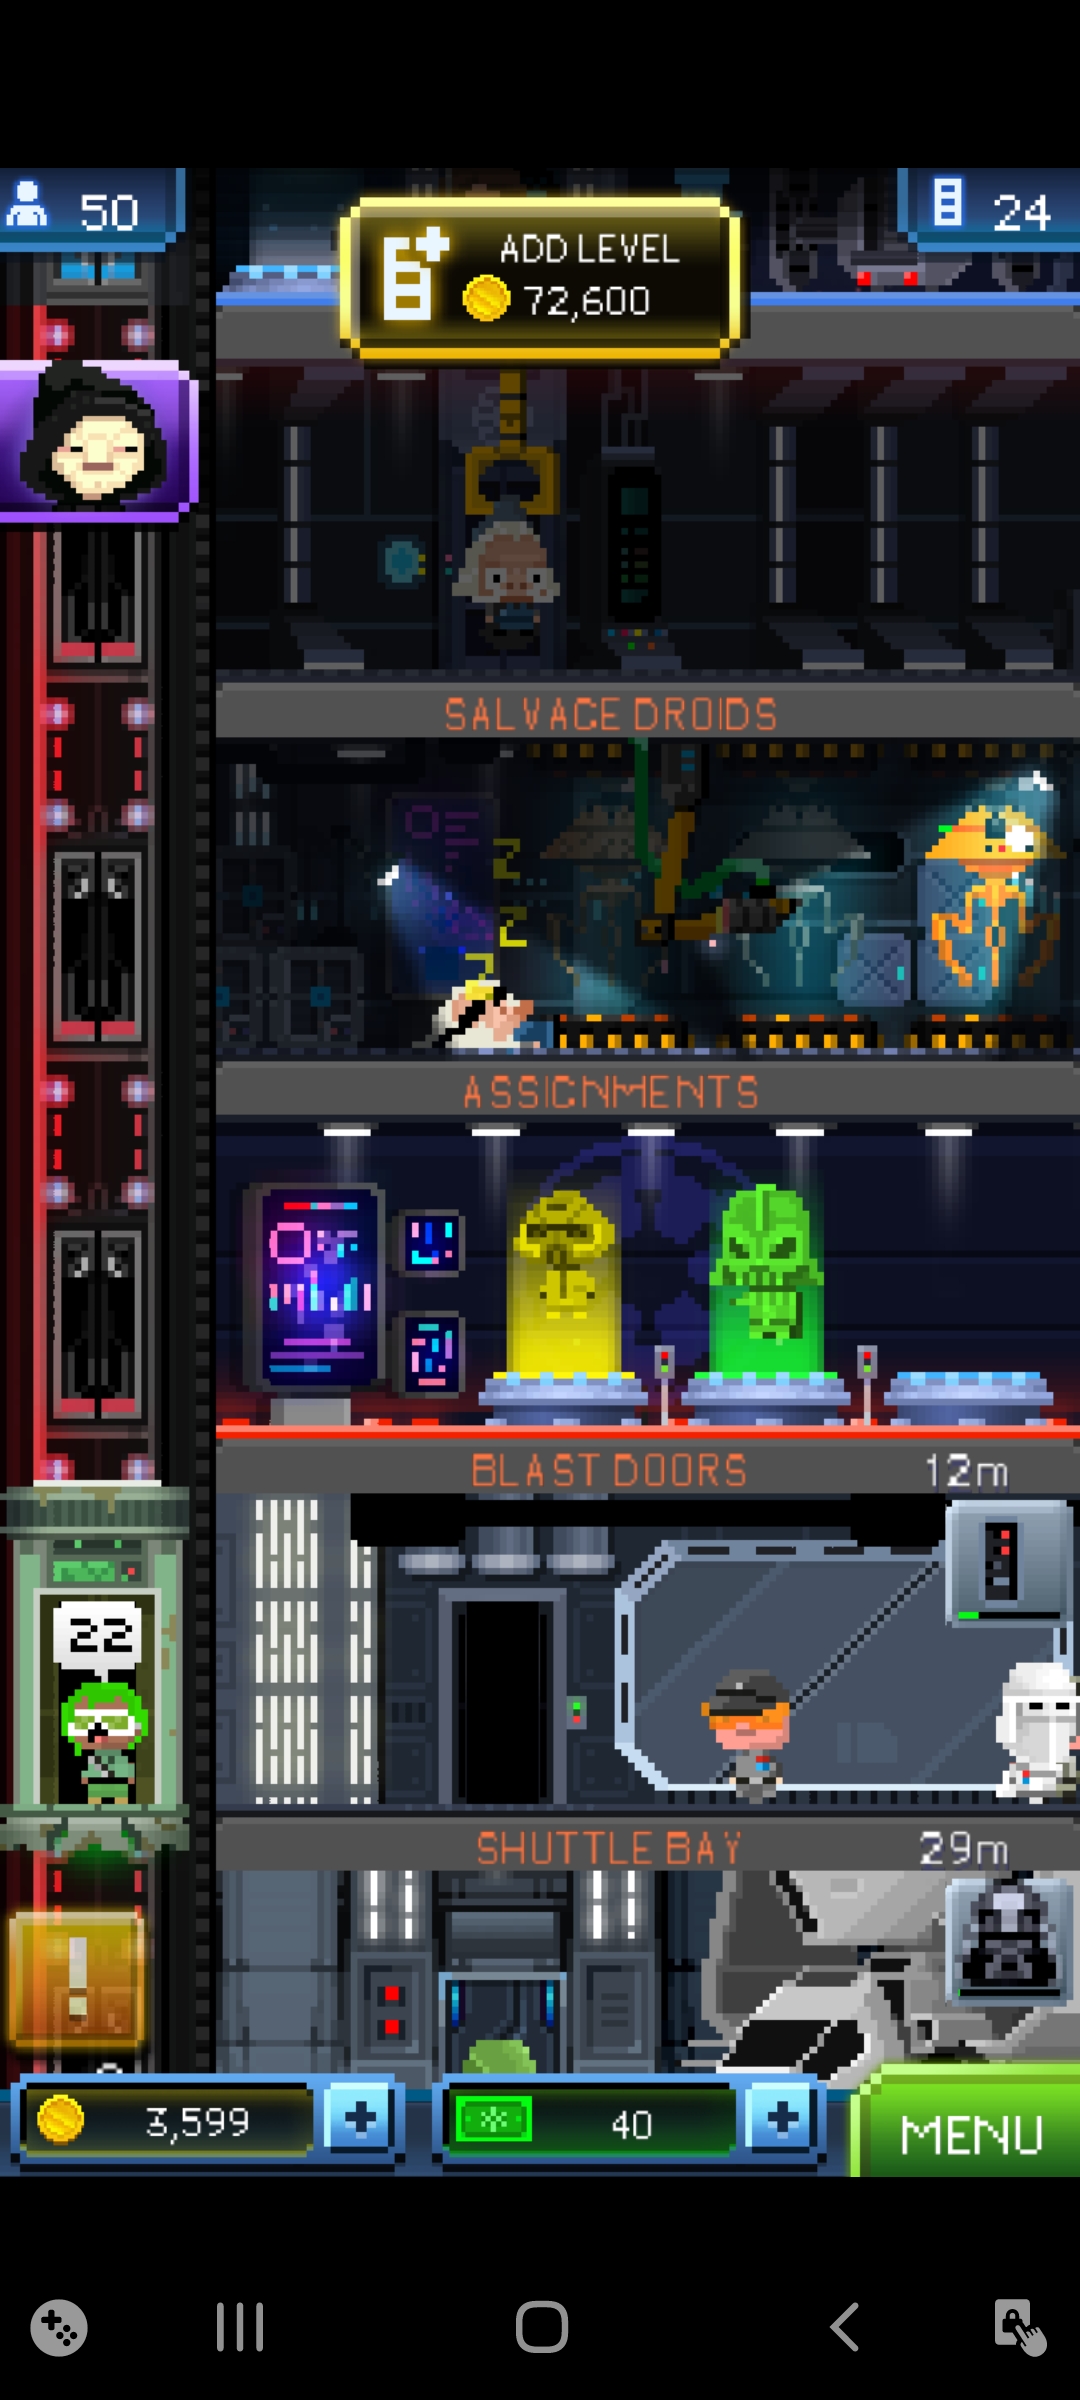 50
24
ADD LEVEL
72,600
SALVAGE DROIDS
Z
Z
Z
ASSIGNMENTS
BLAST DOORS 12m
22
SHUTTLE BAY 29m
!
3,599
40
MENU